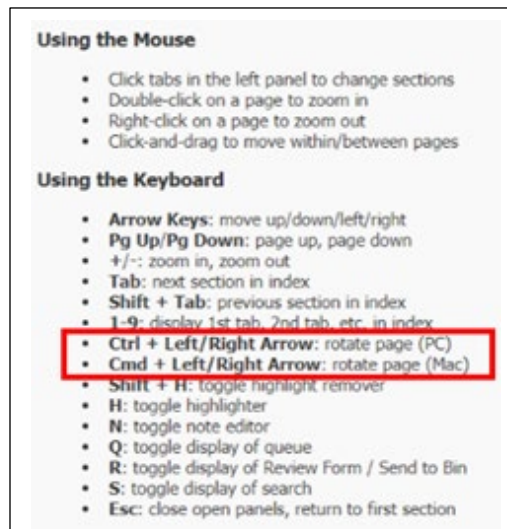 Using the Mouse
• Click tabs in the left panel to change sections
• Double-click on a page to zoom in
• Right-click on a page to zoom out
• Click-and-drag to move within/between pages
Using the Keyboard
• Arrow Keys: move up/down/left/right
• Pg Up/Pg Down: page up, page down
• +/-: zoom in, zoom out
• Tab: next section in index
• Shift + Tab: previous section in index
• 1-9: display 1st tab, 2nd tab, etc. in index
• Ctrl + Left/Right Arrow: rotate page (PC)
• Cmd + Left/Right Arrow: rotate page (Mac)
• Shift + H: toggle highlight remover
• H: toggle highlighter
• N: toggle note editor
• Q: toggle display of queue
• R: toggle display of Review Form / Send to Bin
• S: toggle display of search
• Esc: close open panels, return to first section